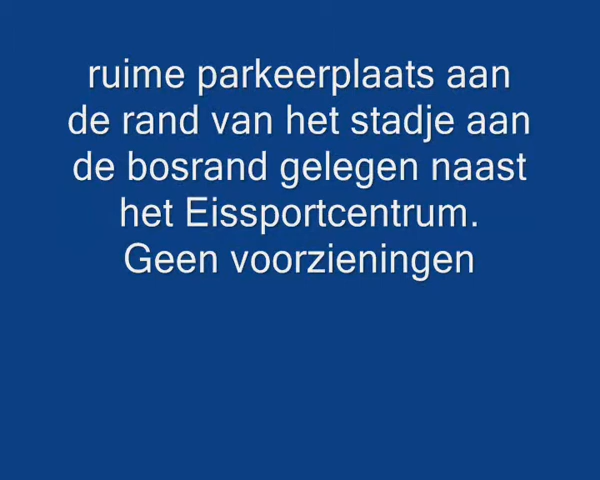 ruime parkeerplaats aan
de rand van het stadje aan
de bosrand gelegen naast
het Eissportcentrum.
Geen voorzieningen